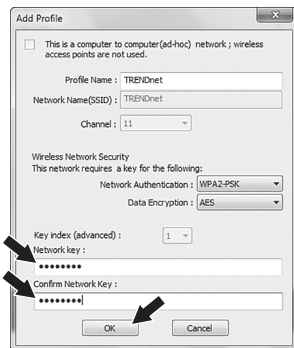 Add Profile
This is a computer to computer(ad-hoc) network ; wireless
access points are not used.
Profile Name : TRENDnet
Network Name(SSID) : TRENDnet
Channel : 11
Wireless Network Security
This network requires a key for the following:
Network Authentication : WPA2-PSK
Data Encryption : AES
Key index (advanced) : 1
Network key :
••••••••
Confirm Network Key :
••••••••
OK Cancel